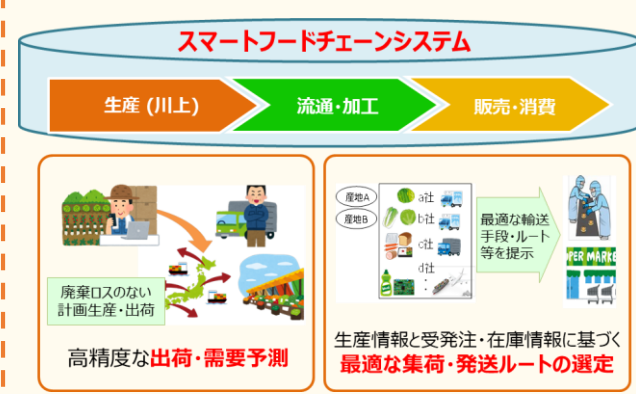 スマートフードチェーンシステム
生産 (川上)
流通・加工
販売・消費
廃棄ロスのない
計画生産・出荷
高精度な出荷・需要予測
産地A
産地B
a社
b社
c社
d社
:
最適な輸送
手段・ルート
等を提示
PER MARKE
生産情報と受発注・在庫情報に基づく
最適な集荷・発送ルートの選定